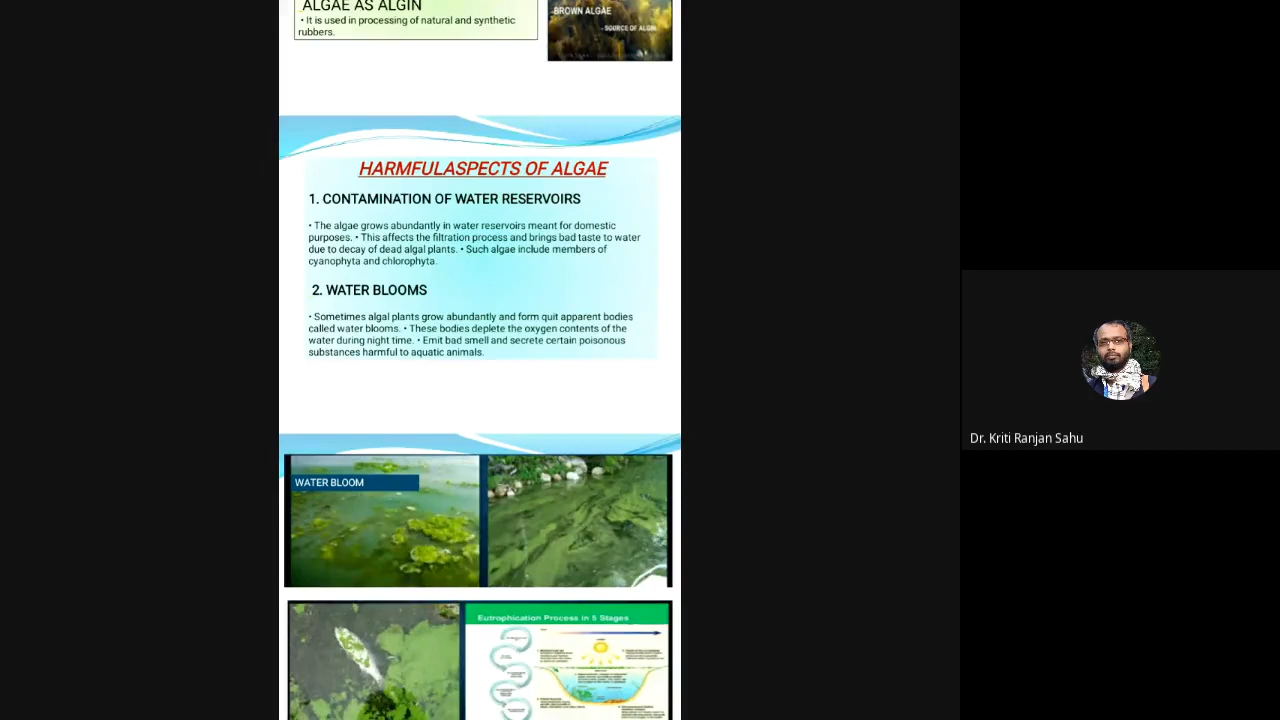 ALGAE AS ALGIN
• It is used in processing of natural and synthetic
rubbers.
BROWN ALGAE
- SOURCE OF ALGIN
HARMFULASPECTS OF ALGAE
1. CONTAMINATION OF WATER RESERVOIRS
• The algae grows abundantly in water reservoirs meant for domestic
purposes. • This affects the filtration process and brings bad taste to water
due to decay of dead algal plants. • Such algae include members of
cyanophyta and chlorophyta.
2. WATER BLOOMS
• Sometimes algal plants grow abundantly and form quit apparent bodies
called water blooms. • These bodies deplete the oxygen contents of the
water during night time. • Emit bad smell and secrete certain poisonous
substances harmful to aquatic animals.
WATER BLOOM
Eutrophication Process in 5 Stages
Dr. Kriti Ranjan Sahu